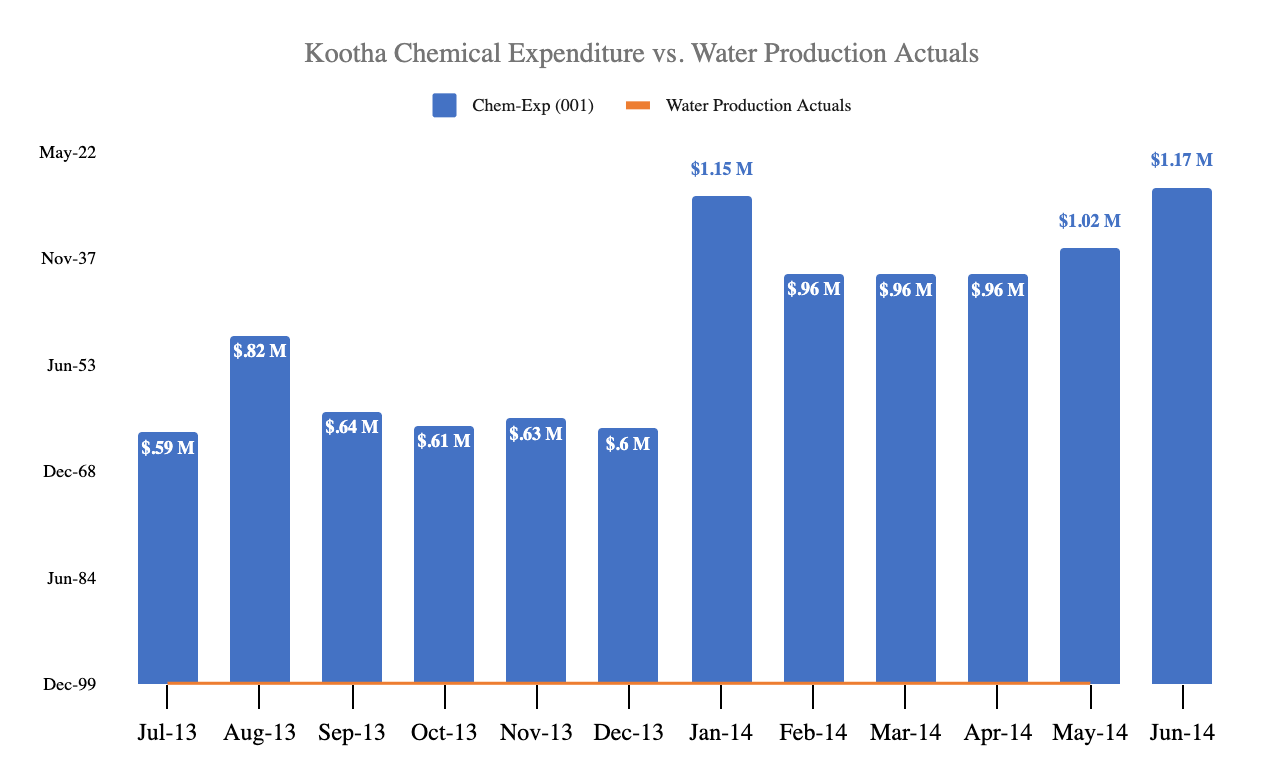 Kootha Chemical Expenditure vs. Water Production Actuals
Chem-Exp (001) Water Production Actuals
May-22
Nov-37
Jun-53
Dec-68
Jun-84
Dec-99
$.59 M
$.82 M
$.64 M
$.61 M
$.63 M
$.6 M
$1.15 M
$.96 M
$.96 M
$.96 M
$1.02 M
$1.17 M
Jul-13 Aug-13 Sep-13 Oct-13 Nov-13 Dec-13 Jan-14 Feb-14 Mar-14 Apr-14 May-14 Jun-14